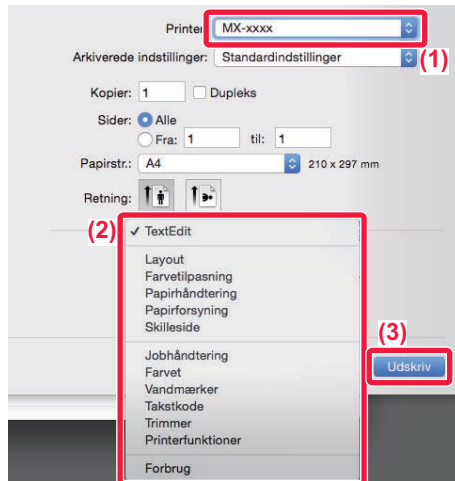 Printer: MX-xxxx
(1)
Arkiverede indstillinger: Standardindstillinger
Kopier: 1 Dupleks
Sider: Alle
Fra: 1 til: 1
Papirstr.: A4 210 x 297 mm
Retning:
(2)
✓ TextEdit
Layout
Farvetilpasning
Papirhåndtering
Papirforsyning
Skilleside
(3)
Jobhåndtering
Farvet
Udskriv
Vandmærker
Takstkode
Trimmer
Printerfunktioner
Forbrug